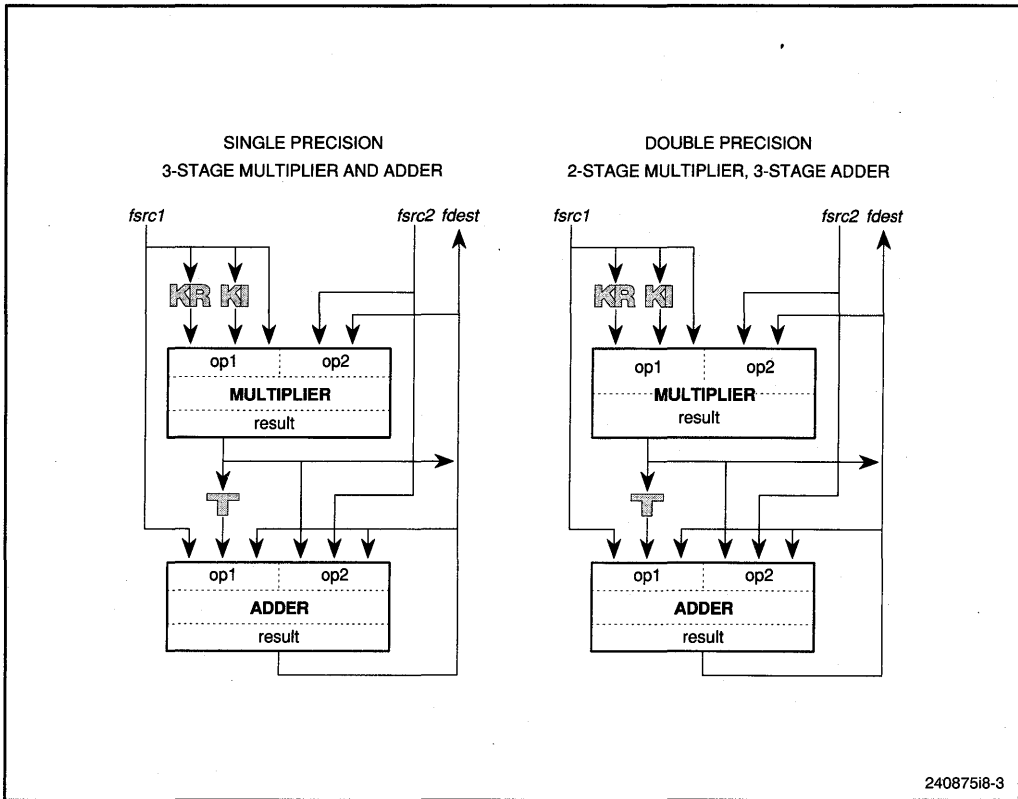 SINGLE PRECISION
3-STAGE MULTIPLIER AND ADDER
fsrc1
fsrc2 fdest
KR KI
op1 op2
MULTIPLIER
result
T
op1 op2
ADDER
result
DOUBLE PRECISION
2-STAGE MULTIPLIER, 3-STAGE ADDER
fsrc1
fsrc2 fdest
KR KI
op1 op2
MULTIPLIER
result
T
op1 op2
ADDER
result
240875i8-3